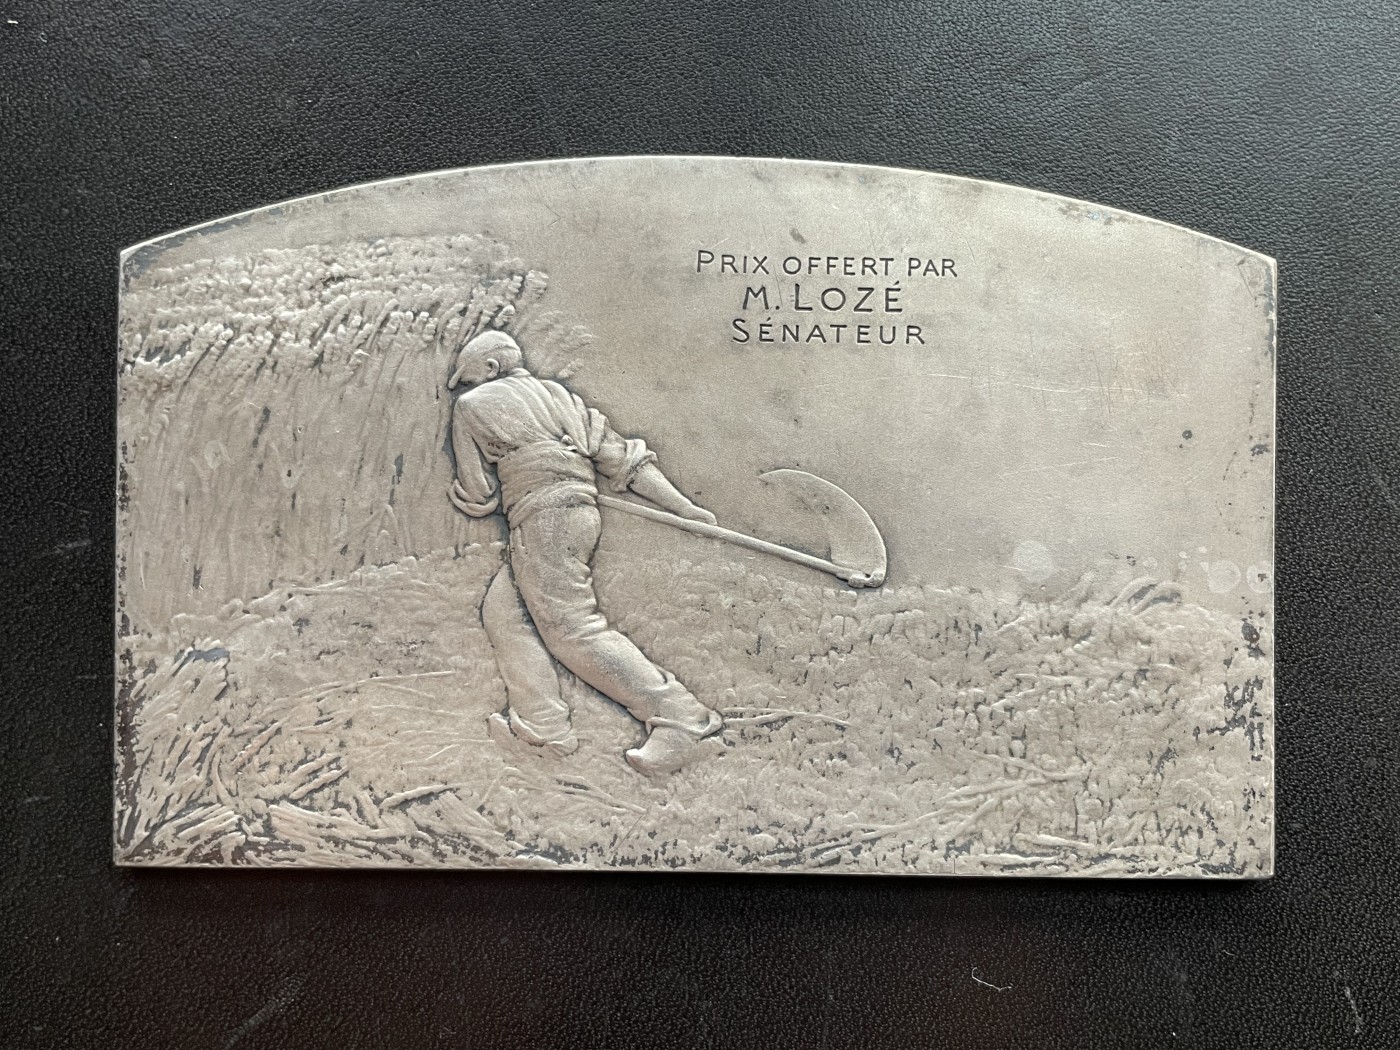 PRIX OFFERT PAR
M. LOZÉ
SÉNATEUR